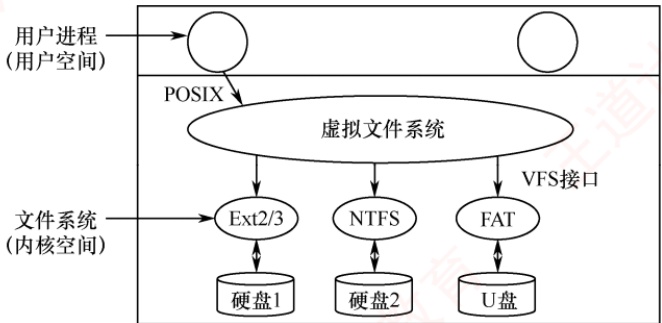 用户进程
(用户空间)
POSIX
虚拟文件系统
VFS接口
文件系统
(内核空间)
Ext2/3
NTFS
FAT
硬盘1
硬盘2
U盘